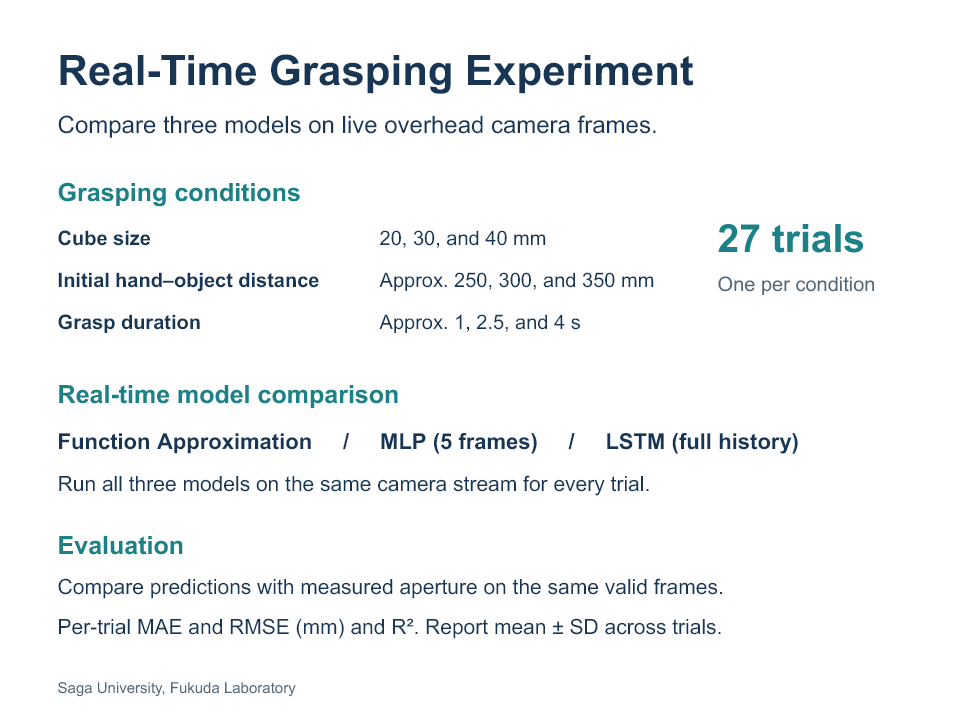 Real-Time Grasping Experiment
Compare three models on live overhead camera frames.
Grasping conditions
Cube size 20, 30, and 40 mm
Initial hand–object distance Approx. 250, 300, and 350 mm
Grasp duration Approx. 1, 2.5, and 4 s
27 trials
One per condition
Real-time model comparison
Function Approximation / MLP (5 frames) / LSTM (full history)
Run all three models on the same camera stream for every trial.
Evaluation
Compare predictions with measured aperture on the same valid frames.
Per-trial MAE and RMSE (mm) and R². Report mean ± SD across trials.
Saga University, Fukuda Laboratory